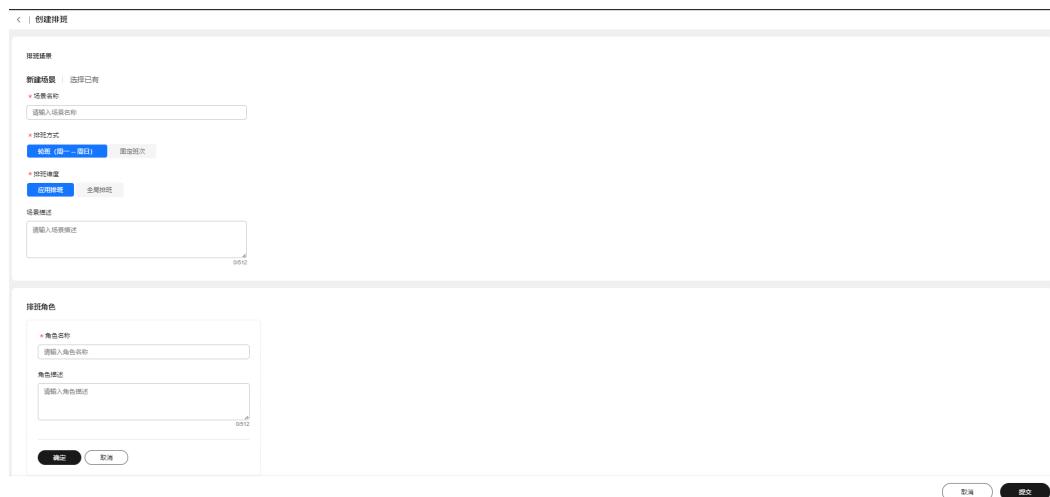 < | 创建排班
排班场景
新建场景 | 选择已有
* 场景名称
请输入场景名称
* 排班方式
轮班（周一 – 周日） 固定班次
* 排班维度
应用排班 全局排班
场景描述
请输入场景描述
0/512
排班角色
* 角色名称
请输入角色名称
角色描述
请输入角色描述
0/512
确定 取消
取消 提交